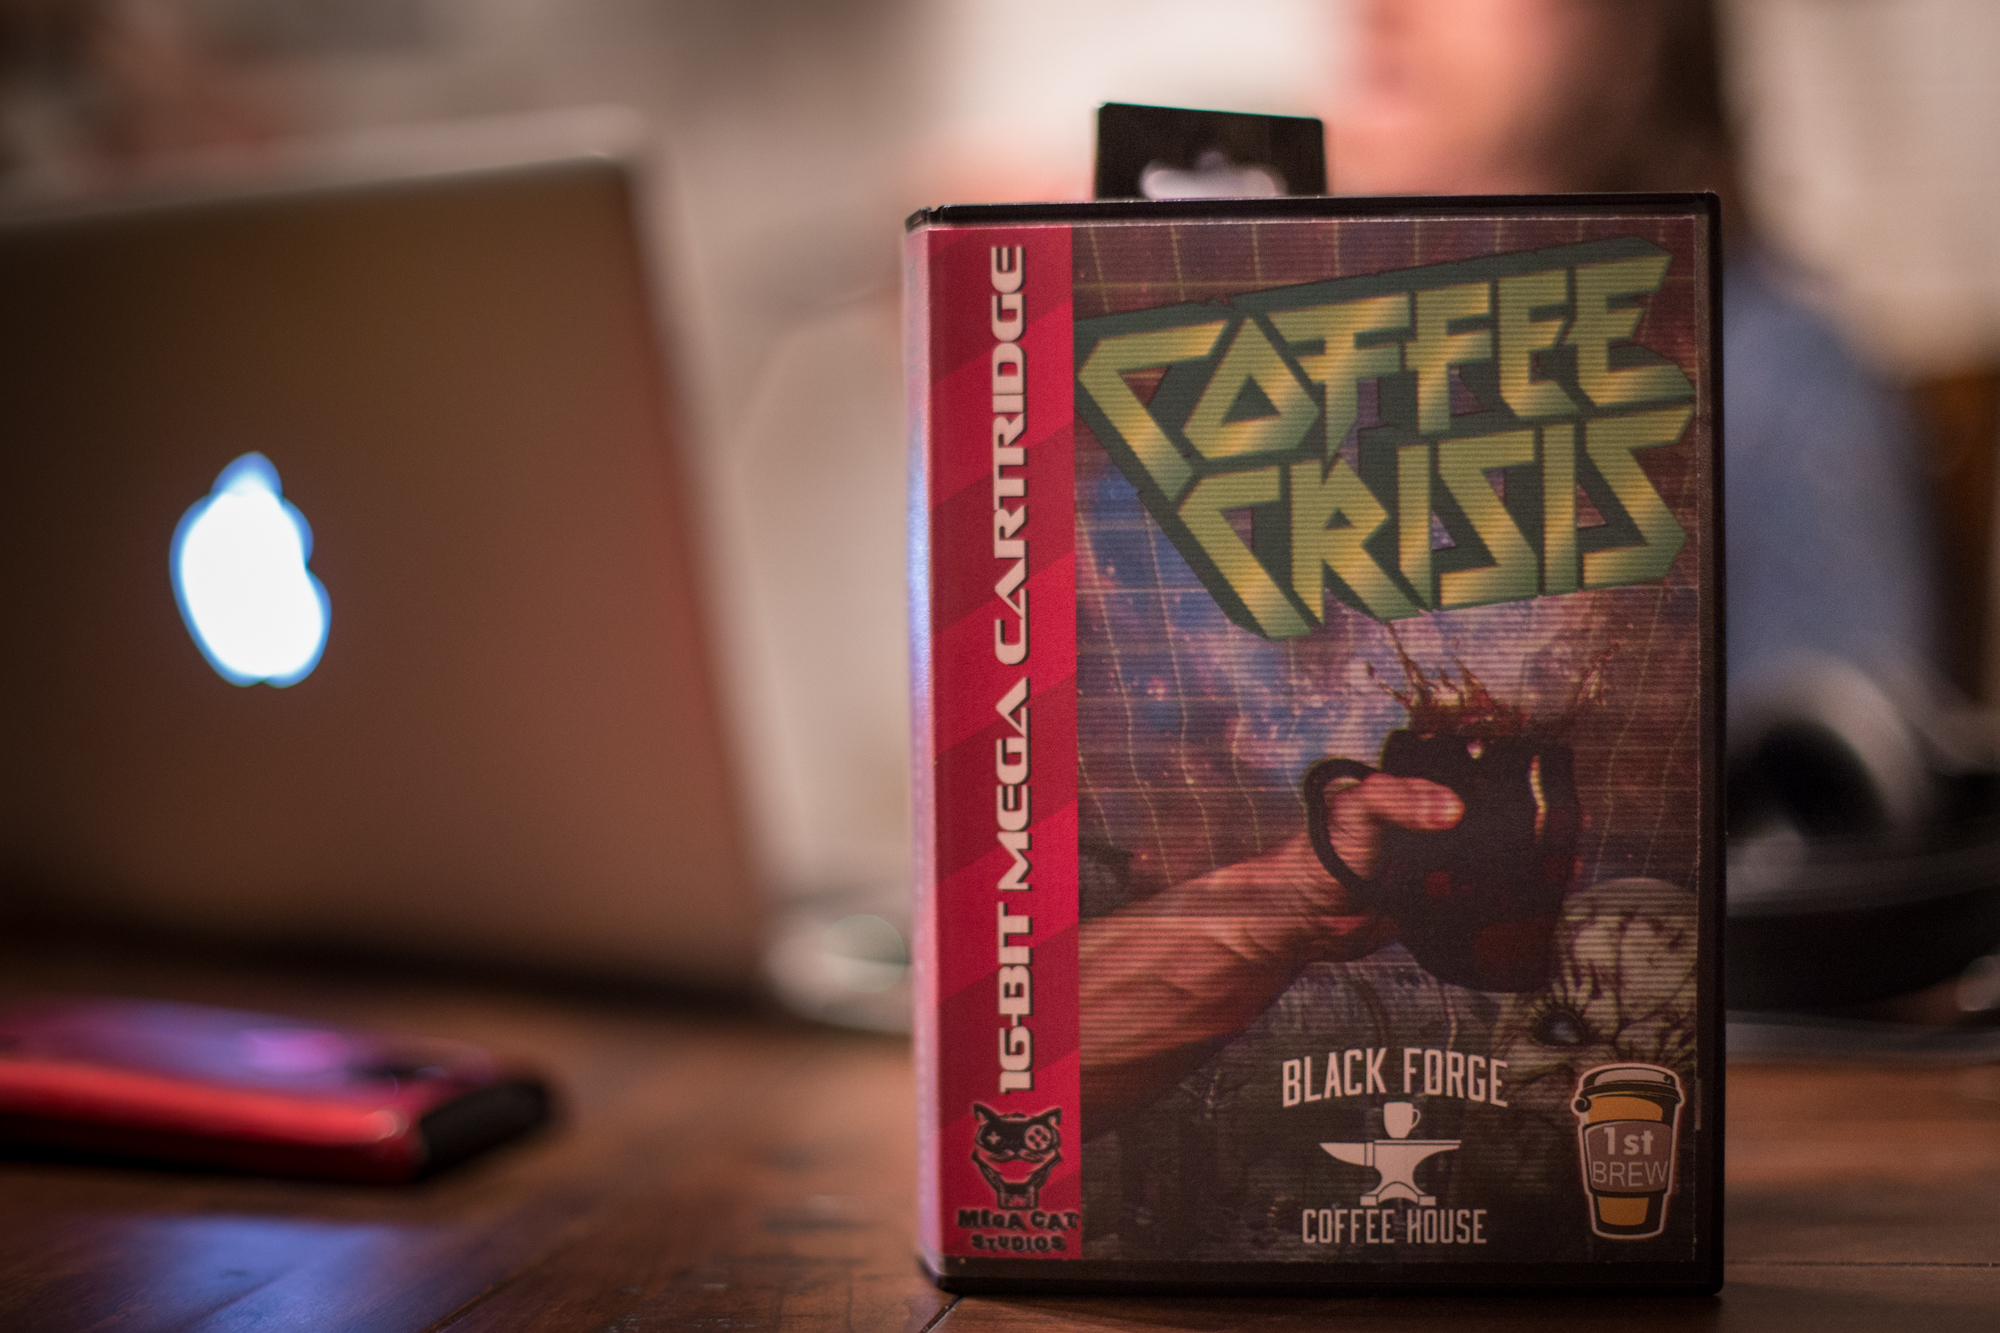 16-BIT MEGA CARTRIDGE
MEGA CAT
STUDIOS
COFFEE
CRISIS
BLACK FORGE
COFFEE HOUSE
1st
BREW